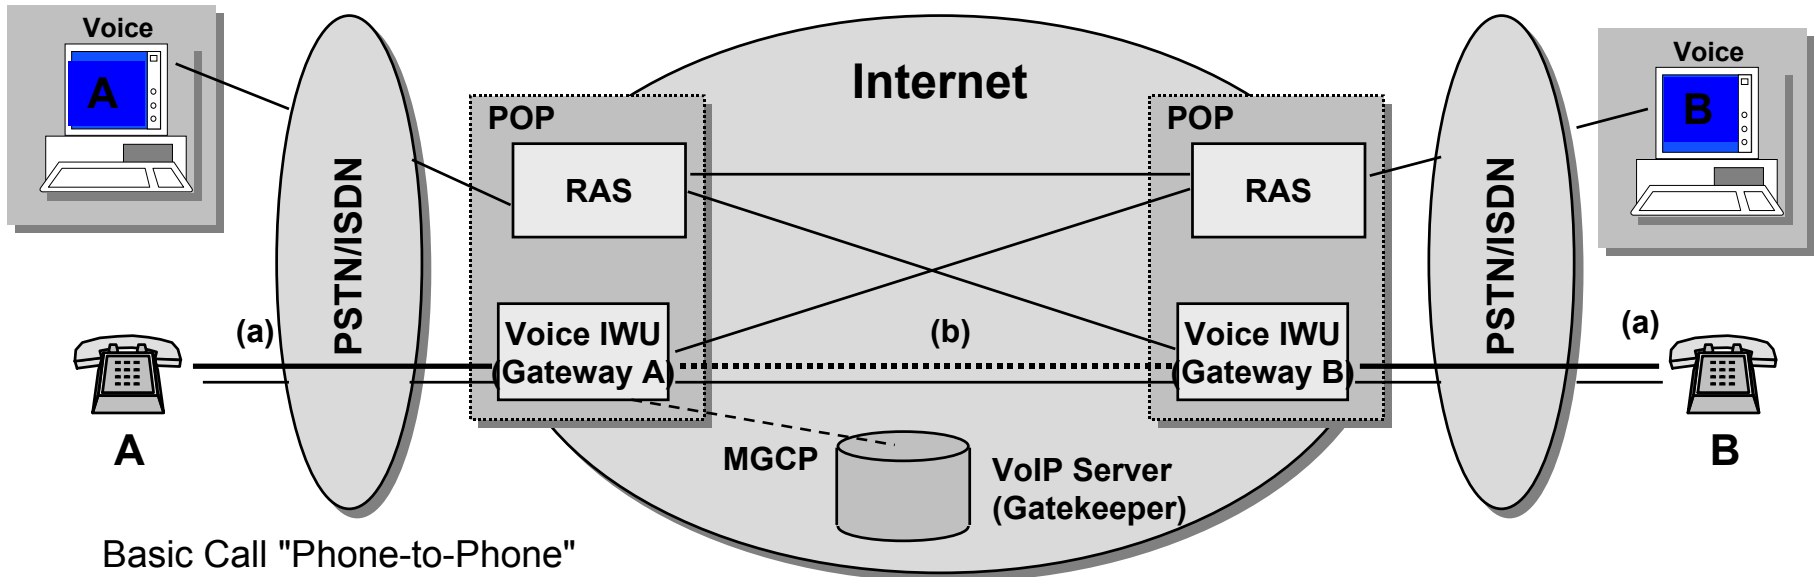 Voice
A
PSTN/ISDN
(a)
A
POP
RAS
Voice IWU
(Gateway A)
Internet
(b)
MGCP
VoIP Server
(Gatekeeper)
POP
RAS
Voice IWU
(Gateway B)
PSTN/ISDN
Voice
B
(a)
B
Basic Call "Phone-to-Phone"